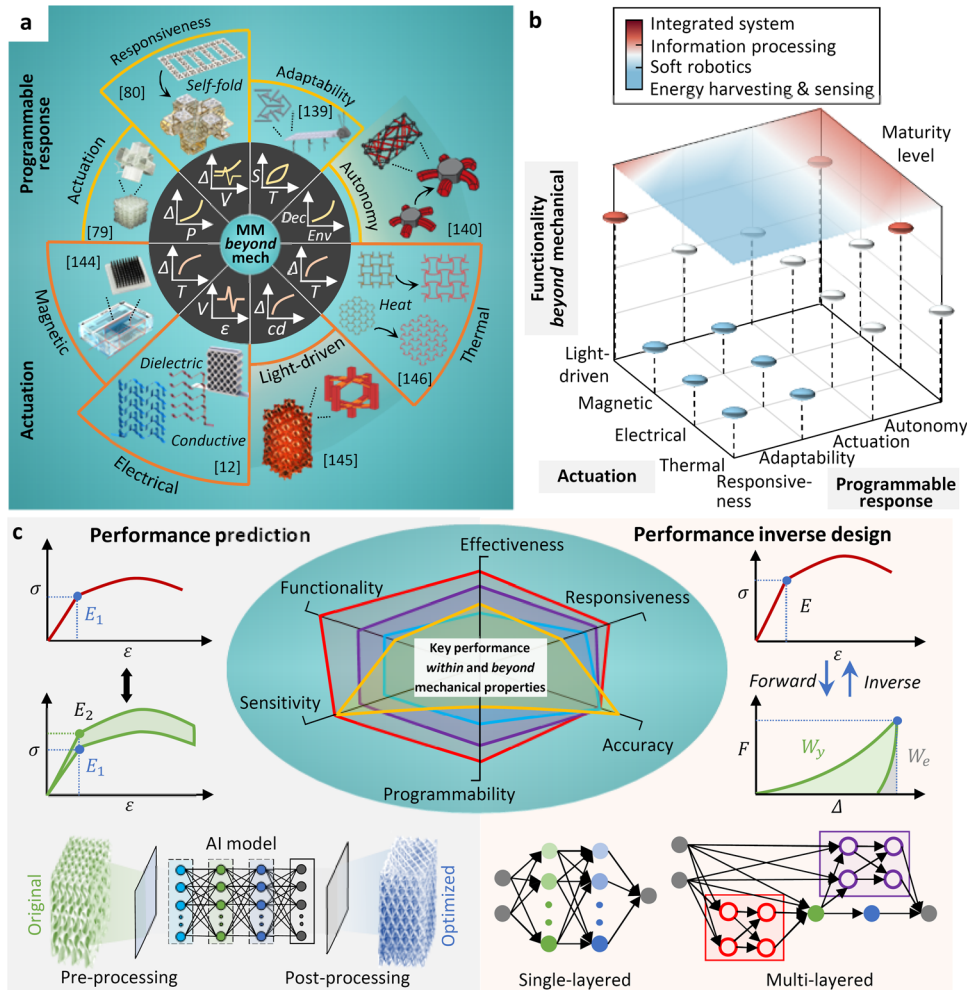 a
Programmable
response
Responsiveness
[80]
Self-fold
Adaptability
[139]
Actuation
[79]
Autonomy
[140]
Δ
V
S
T
Δ
P
Dec
Env
MM
beyond
mech
Δ
T
Δ
T
V
ε
Δ
cd
[144]
Magnetic
Heat
Thermal
[146]
Actuation
Dielectric
Conductive
[12]
Electrical
Light-driven
[145]
b
Integrated system
Information processing
Soft robotics
Energy harvesting & sensing
Maturity
level
Functionality
beyond mechanical
Light-
driven
Magnetic
Electrical
Thermal
Actuation
Autonomy
Actuation
Adaptability
Responsive-
ness
Programmable
response
c
Performance prediction
Performance inverse design
σ
E1
ε
E2
σ
E1
ε
Effectiveness
Functionality
Responsiveness
Key performance
within and beyond
mechanical properties
Sensitivity
Accuracy
Programmability
σ
E
ε
Forward
Inverse
F
Wy
We
Δ
Original
AI model
Optimized
Pre-processing
Post-processing
Single-layered
Multi-layered